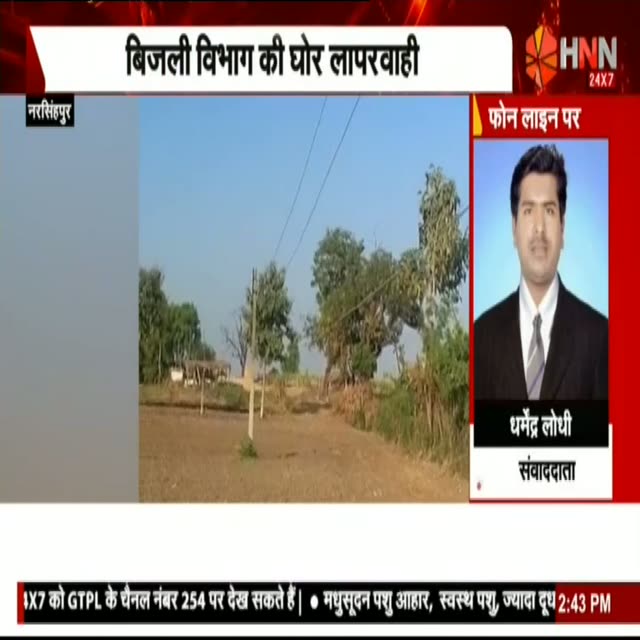 बिजली विभाग की घोर लापरवाही
HNN
24X7
नरसिंहपुर
फोन लाइन पर
धर्मेंद्र लोधी
संवाददाता
4X7 को GTPL के चैनल नंबर 254 पर देख सकते हैं | ● मधुसूदन पशु आहार, स्वस्थ पशु, ज्यादा दूध
2:43 PM